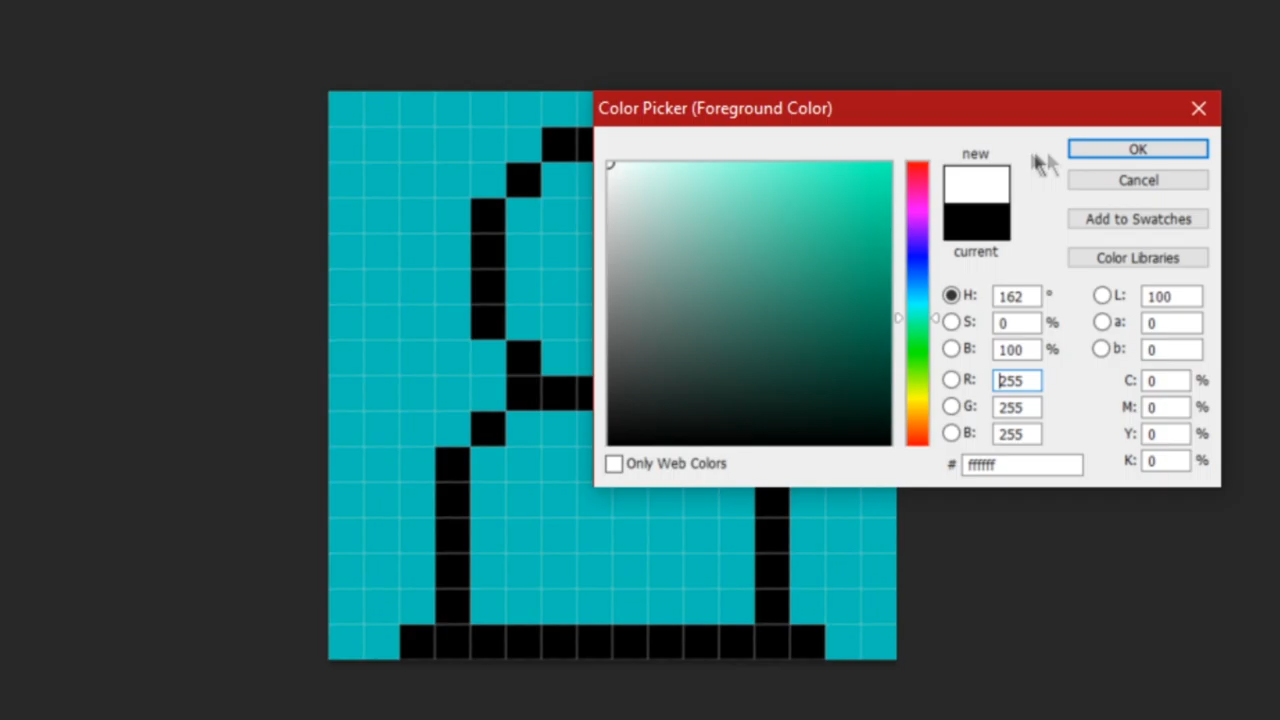 Color Picker (Foreground Color)
new
OK
Cancel
Add to Swatches
current
Color Libraries
H: 162 °
L: 100
S: 0 %
a: 0
B: 100 %
b: 0
R: 255
C: 0 %
G: 255
M: 0 %
B: 255
Y: 0 %
Only Web Colors
# ffffff
K: 0 %